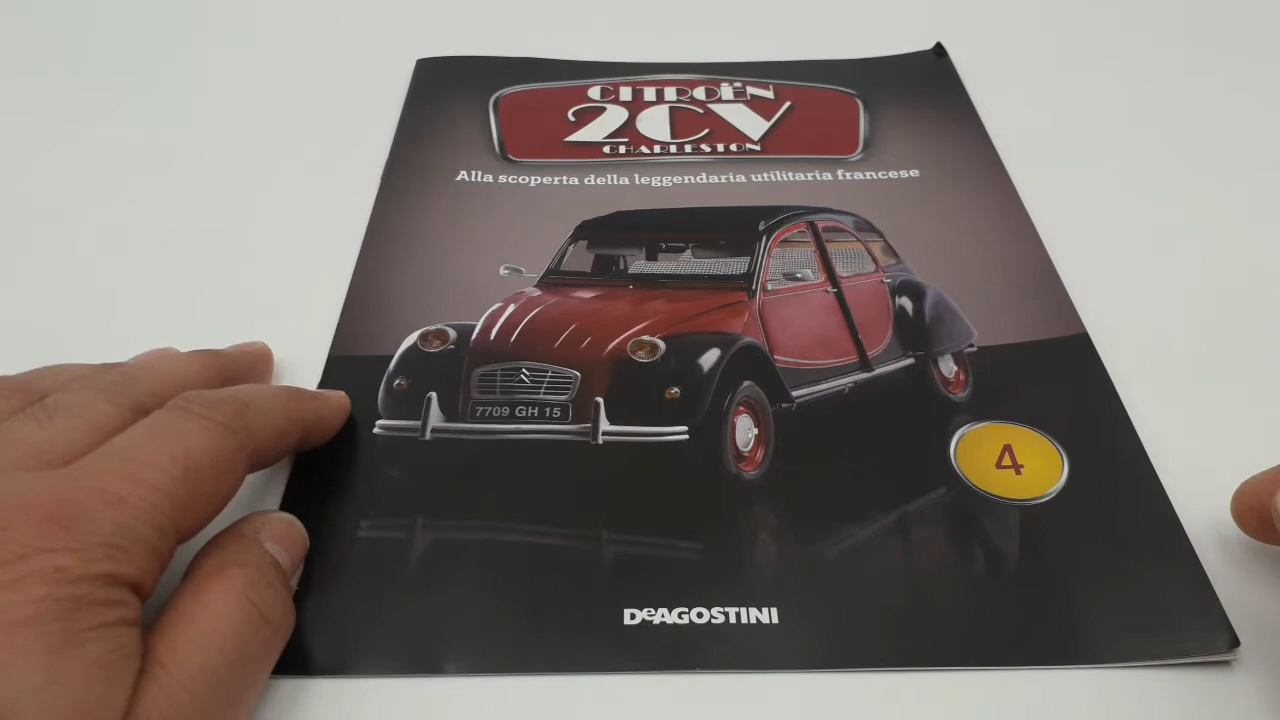 CITROËN
2CV
CHARLESTON
Alla scoperta della leggendaria utilitaria francese
7709 GH 15
4
DeAGOSTINI